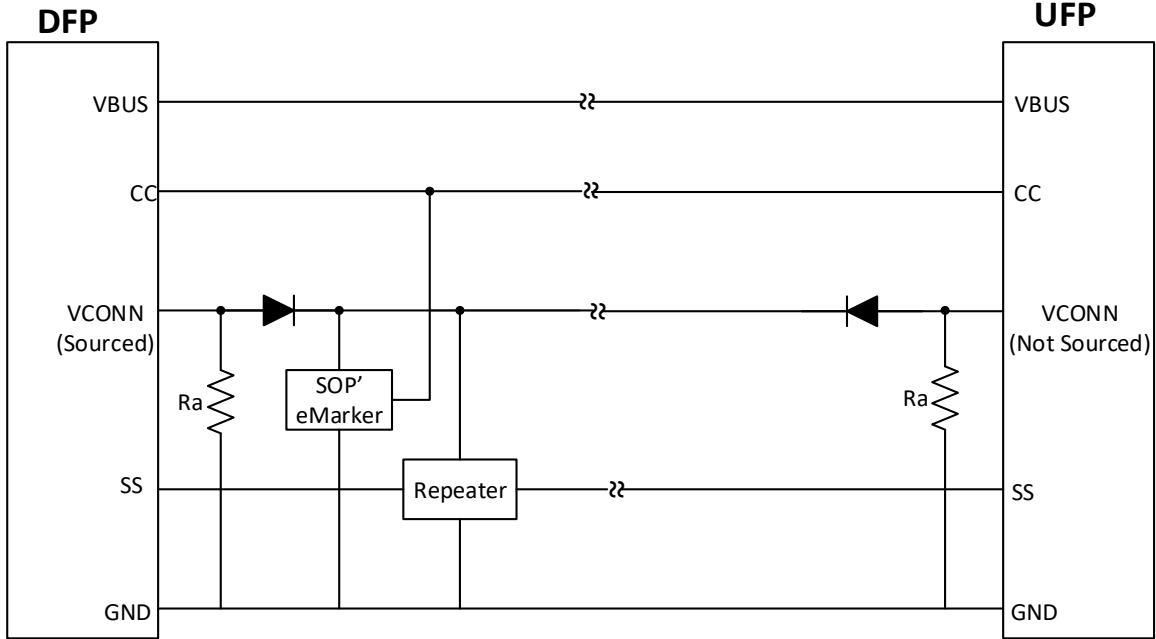 DFP
UFP
VBUS
VBUS
CC
CC
VCONN
(Sourced)
VCONN
(Not Sourced)
Ra
SOP’
eMarker
Ra
SS
Repeater
SS
GND
GND